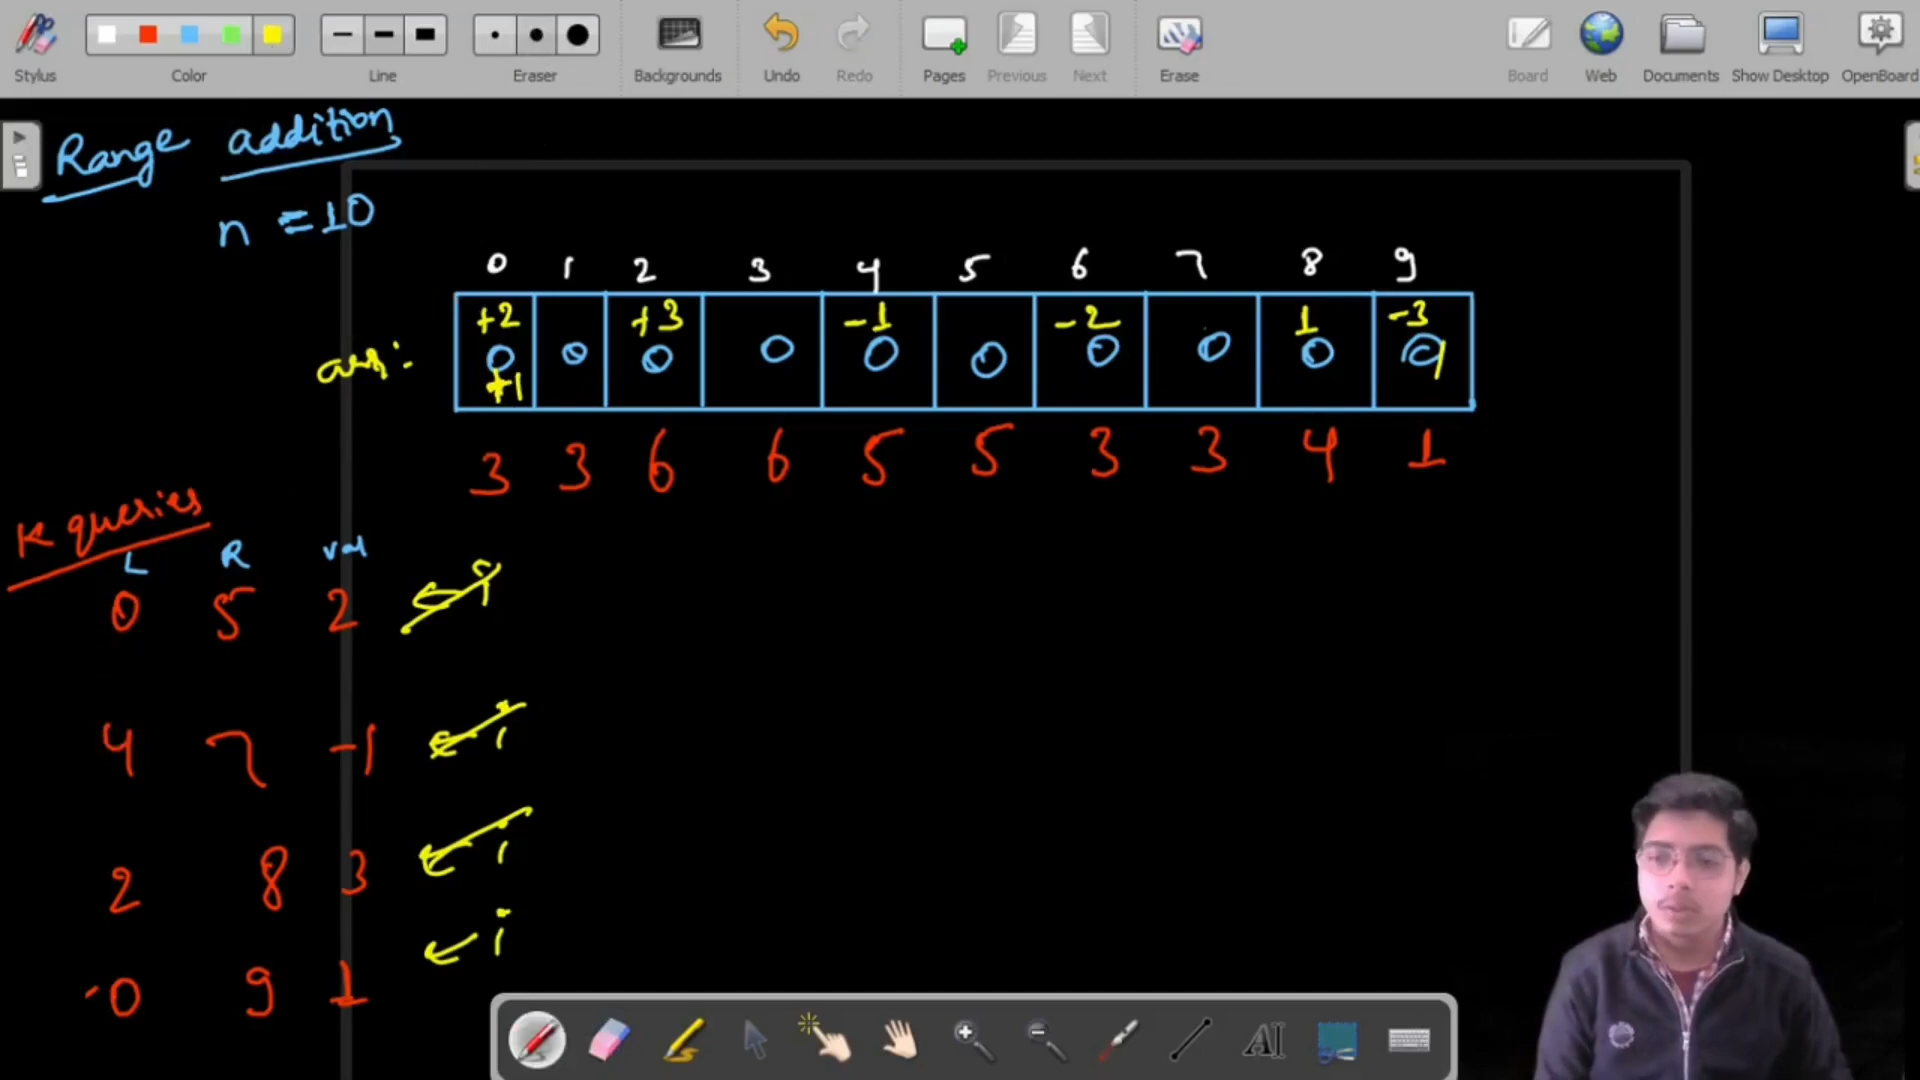 Stylus Color Line Eraser Backgrounds Undo Redo Pages Previous Next Erase Board Web Documents Show Desktop OpenBoard
Range addition
n = 10
0 1 2 3 4 5 6 7 8 9
+2 +3 -1 -2 1 -3
arr: 0 0 0 0 0 0 0 0 0 0
+1
3 3 6 6 5 5 3 3 4 1
K queries
L R val
0 5 2 ← i
4 7 -1 ← i
2 8 3 ← i
0 9 1 ← i
AI